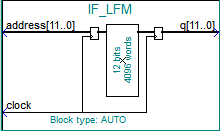 IF_LFM
address[11..0]
q[11..0]
12 bits
4096 words
clock
Block type: AUTO